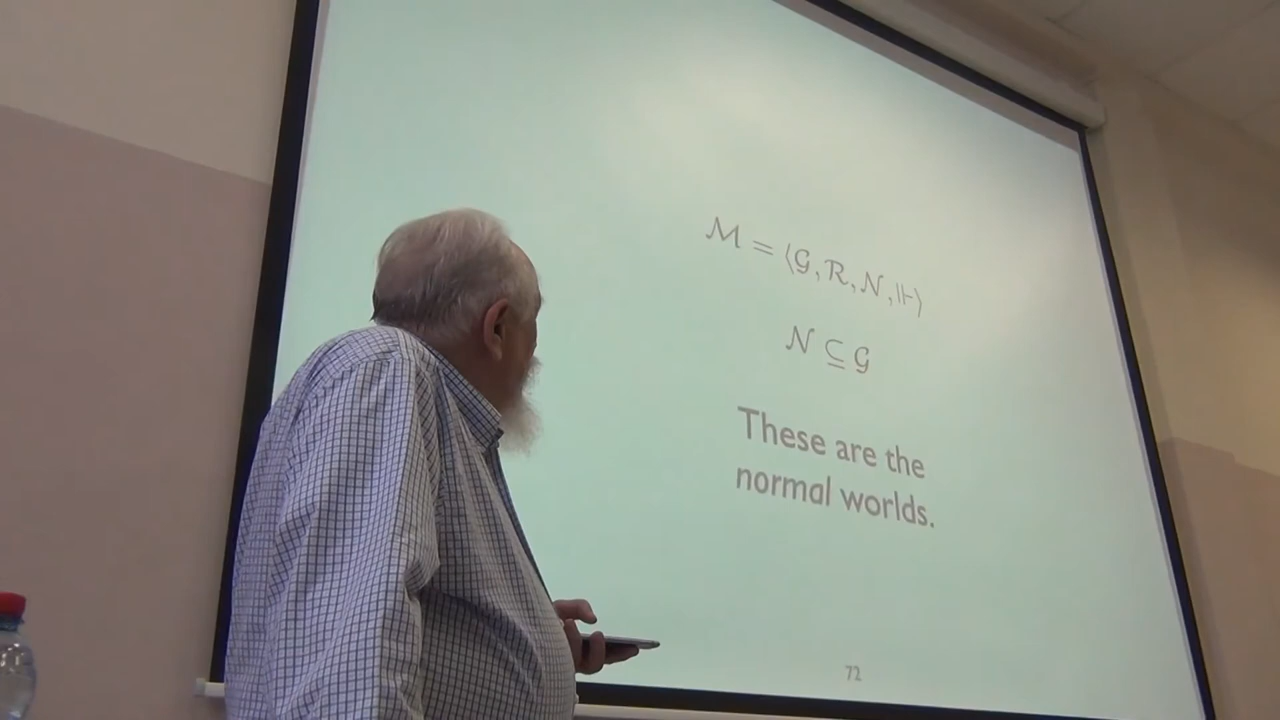 ℳ = ⟨𝒢, ℛ, 𝒩, ⊩⟩
𝒩 ⊆ 𝒢
These are the
normal worlds.
72